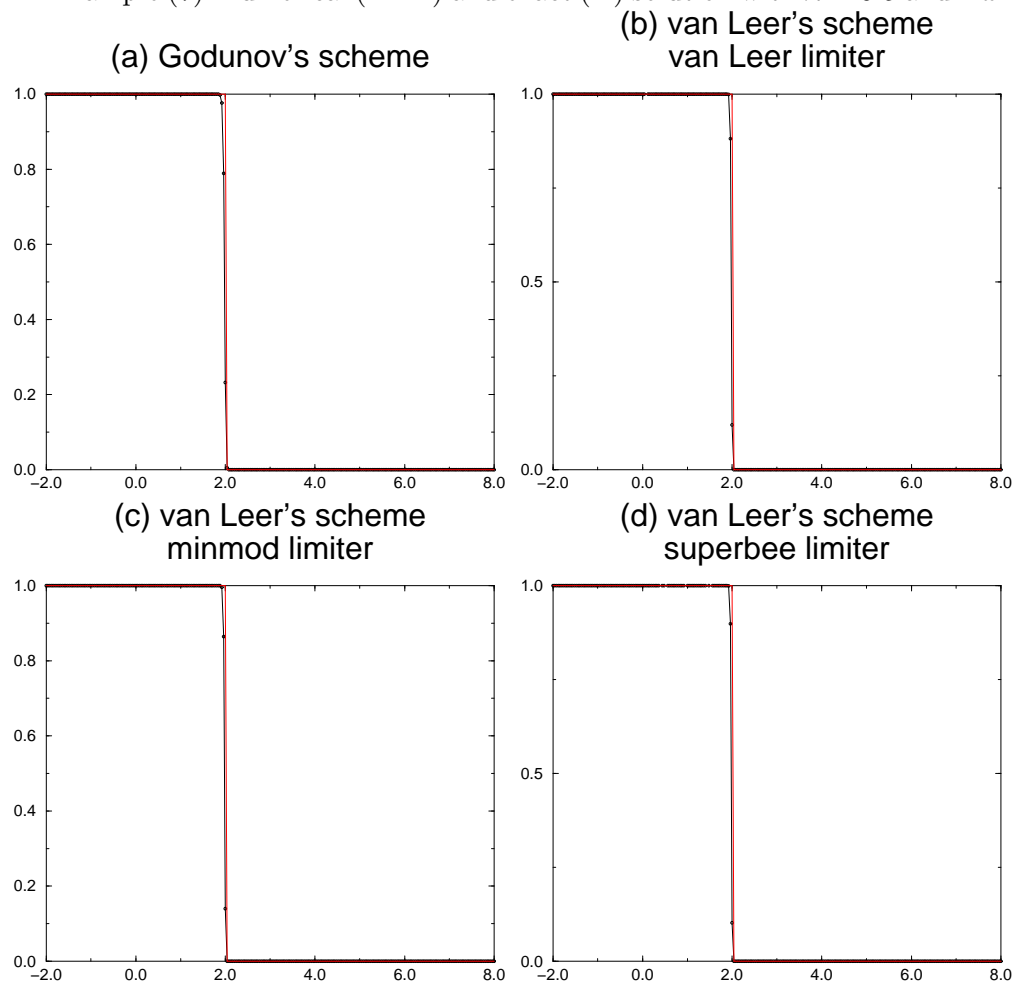 (a) Godunov's scheme
1.0
0.8
0.6
0.4
0.2
0.0
−2.0 0.0 2.0 4.0 6.0 8.0
(b) van Leer's scheme
van Leer limiter
1.0
0.5
0.0
−2.0 0.0 2.0 4.0 6.0 8.0
(c) van Leer's scheme
minmod limiter
1.0
0.8
0.6
0.4
0.2
0.0
−2.0 0.0 2.0 4.0 6.0 8.0
(d) van Leer's scheme
superbee limiter
1.0
0.5
0.0
−2.0 0.0 2.0 4.0 6.0 8.0